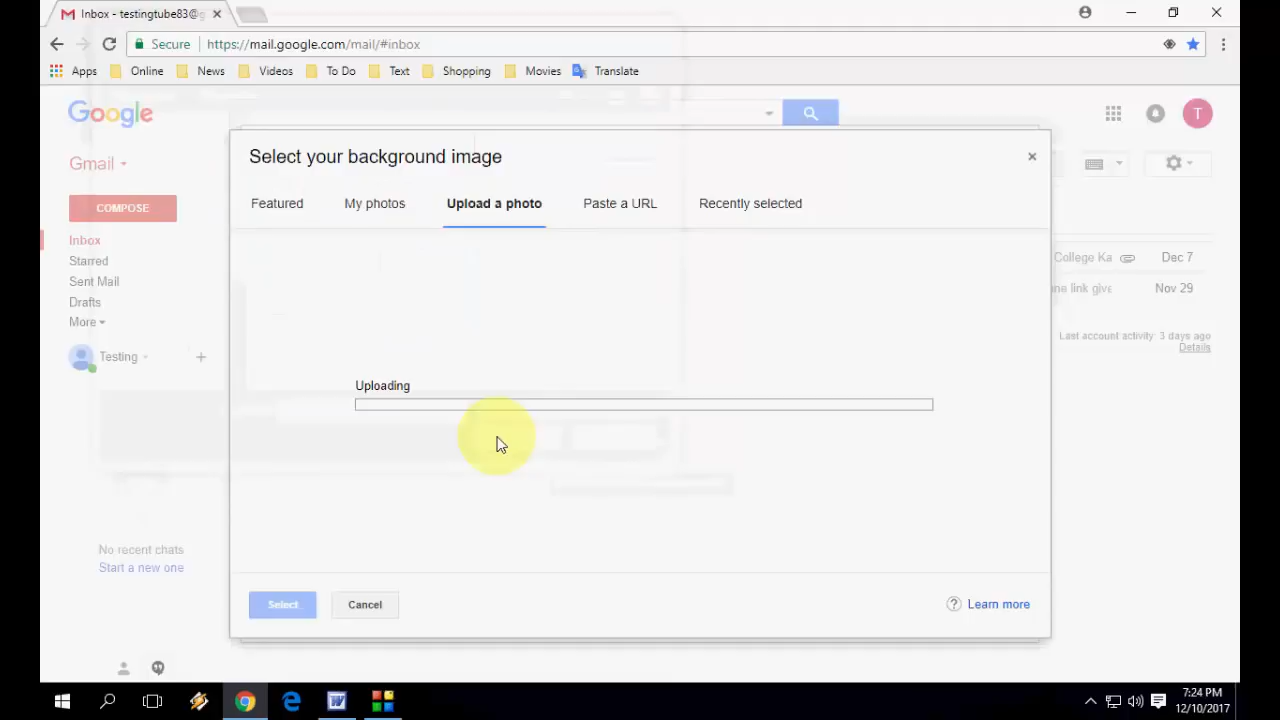 Inbox - testingtube83@g
Secure https://mail.google.com/mail/#inbox
Apps Online News Videos To Do Text Shopping Movies Translate
Google
T
Select your background image
Gmail
Featured My photos Upload a photo Paste a URL Recently selected
COMPOSE
Inbox
Starred
Sent Mail
Drafts
More
College Ka Dec 7
ne link give Nov 29
Last account activity: 3 days ago
Details
Testing
Uploading
No recent chats
Start a new one
Select
Cancel
Learn more
7:24 PM
12/10/2017